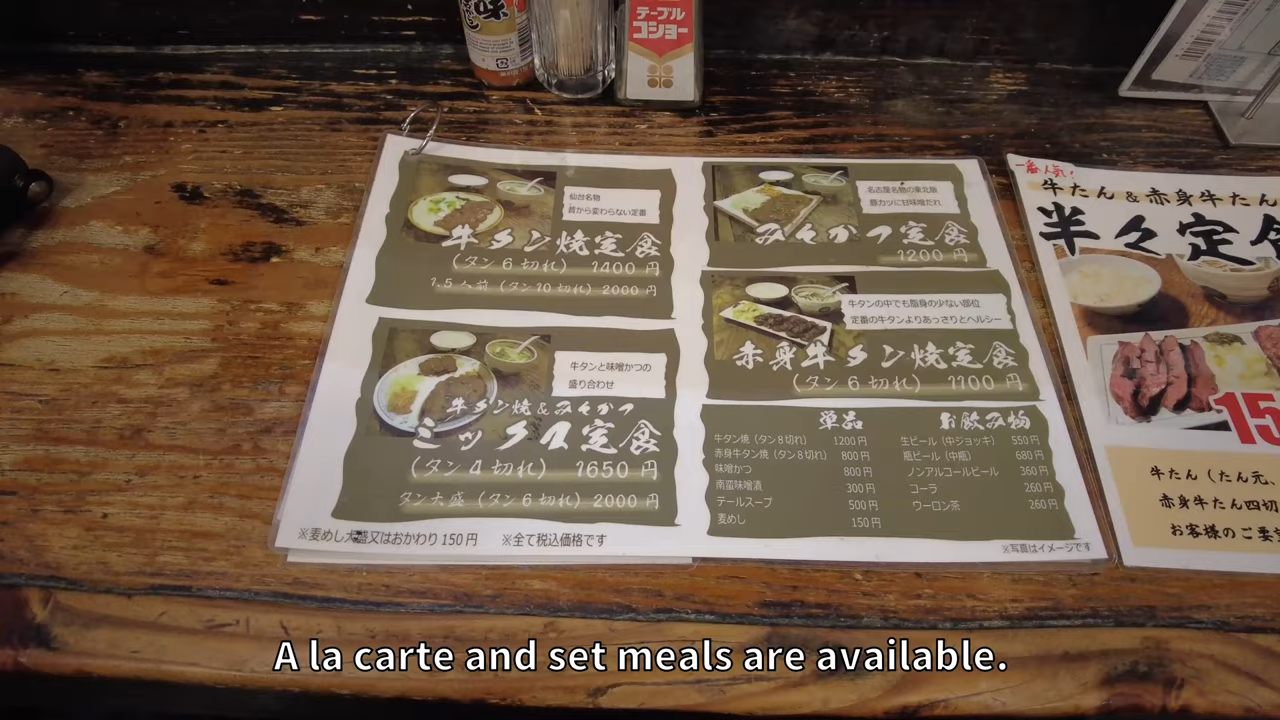 味
テーブル
コショー
仙台名物
昔から変わらない定番
牛タン焼定食
(タン6切れ) 1400円
1.5人前 (タン10切れ) 2000円
牛タンと味噌かつの
盛り合わせ
牛タン焼&みそかつ
ミックス定食
(タン4切れ) 1650円
タン大盛 (タン6切れ) 2000円
※麦めし大盛又はおかわり150円 ※全て税込価格です
名古屋名物の東北版
豚カツに甘味噌だれ
みそかつ定食
1200円
牛タンの中でも脂身の少ない部位
定番の牛タンよりあっさりとヘルシー
赤身牛タン焼定食
(タン6切れ) 1100円
単品
牛タン焼 (タン8切れ) 1200円
赤身牛タン焼 (タン8切れ) 800円
味噌かつ 800円
南蛮味噌漬 300円
テールスープ 500円
麦めし 150円
お飲み物
生ビール (中ジョッキ) 550円
瓶ビール (中瓶) 680円
ノンアルコールビール 360円
コーラ 260円
ウーロン茶 260円
※写真はイメージです
一番人気!
牛たん&赤身牛たん
半々定食
15
牛たん (たん元、
赤身牛たん四切
お客様のご要
A la carte and set meals are available.